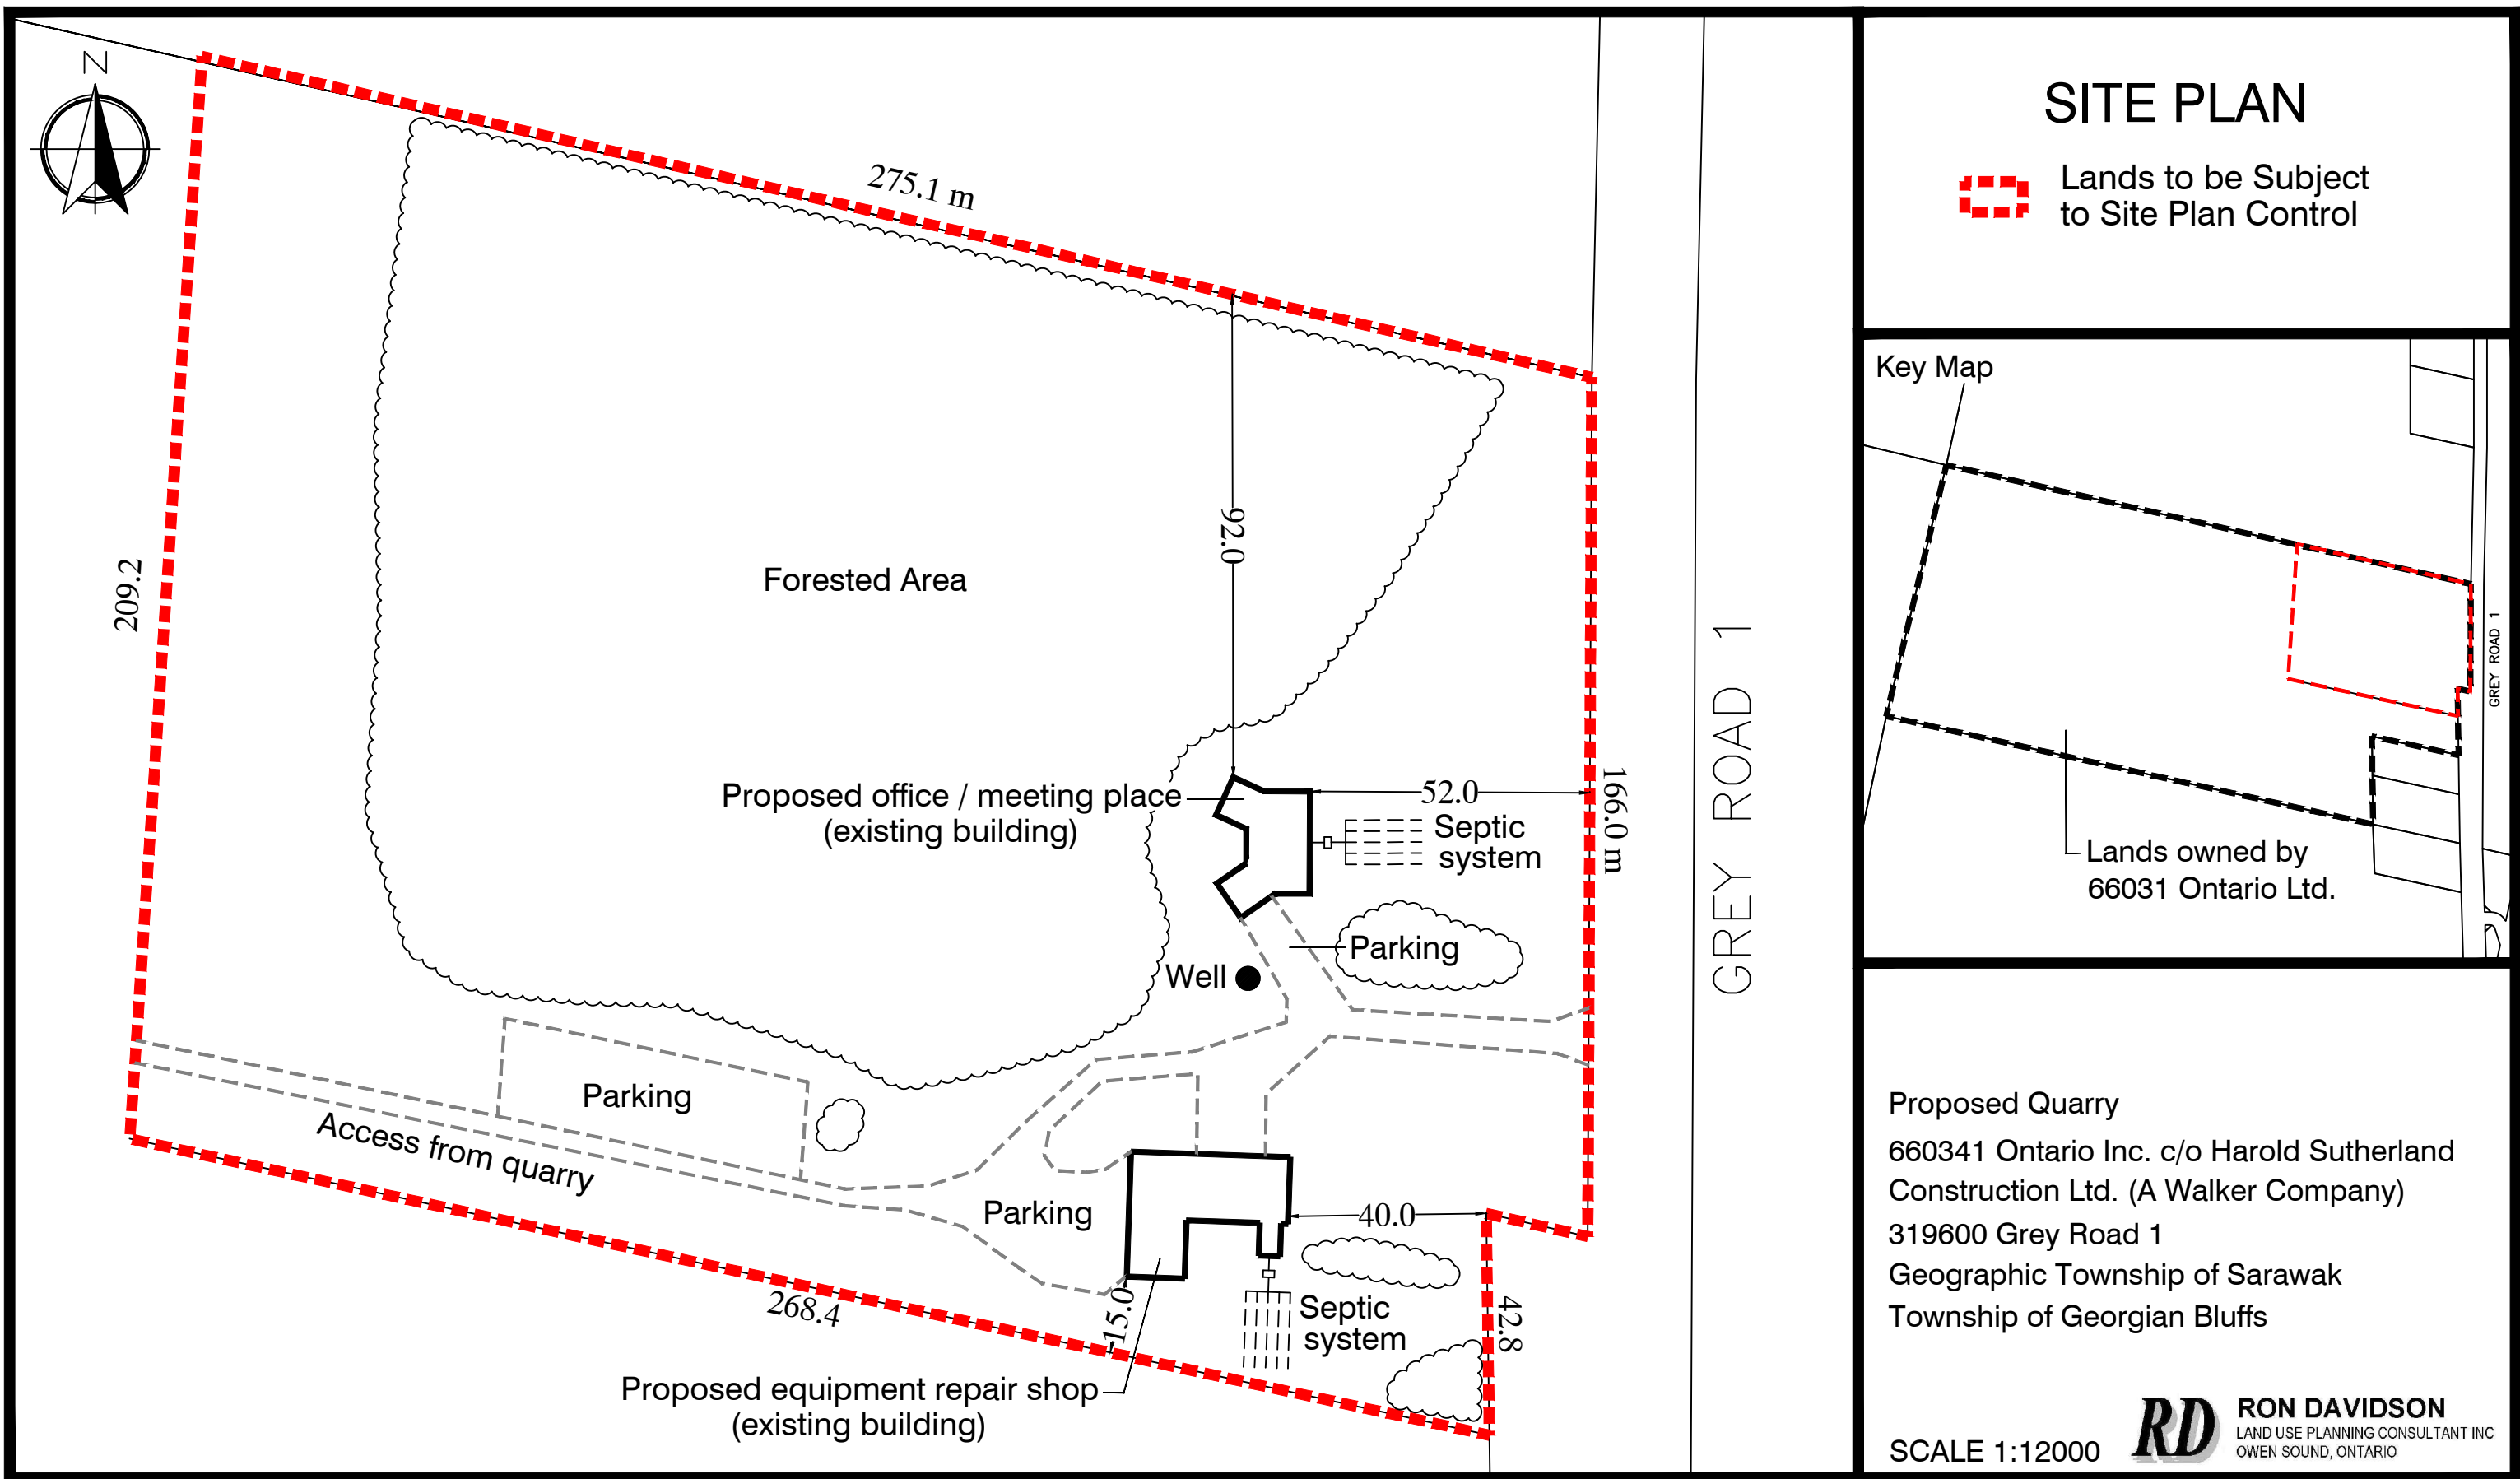 N
275.1 m
209.2
92.0
Forested Area
Proposed office / meeting place
(existing building)
52.0
166.0 m
Septic
system
GREY ROAD 1
Parking
Well
Parking
Access from quarry
Parking
40.0
268.4
15.0
Septic
system
42.8
Proposed equipment repair shop
(existing building)
SITE PLAN
Lands to be Subject
to Site Plan Control
Key Map
GREY ROAD 1
Lands owned by
66031 Ontario Ltd.
Proposed Quarry
660341 Ontario Inc. c/o Harold Sutherland
Construction Ltd. (A Walker Company)
319600 Grey Road 1
Geographic Township of Sarawak
Township of Georgian Bluffs
SCALE 1:12000
RD
RON DAVIDSON
LAND USE PLANNING CONSULTANT INC
OWEN SOUND, ONTARIO